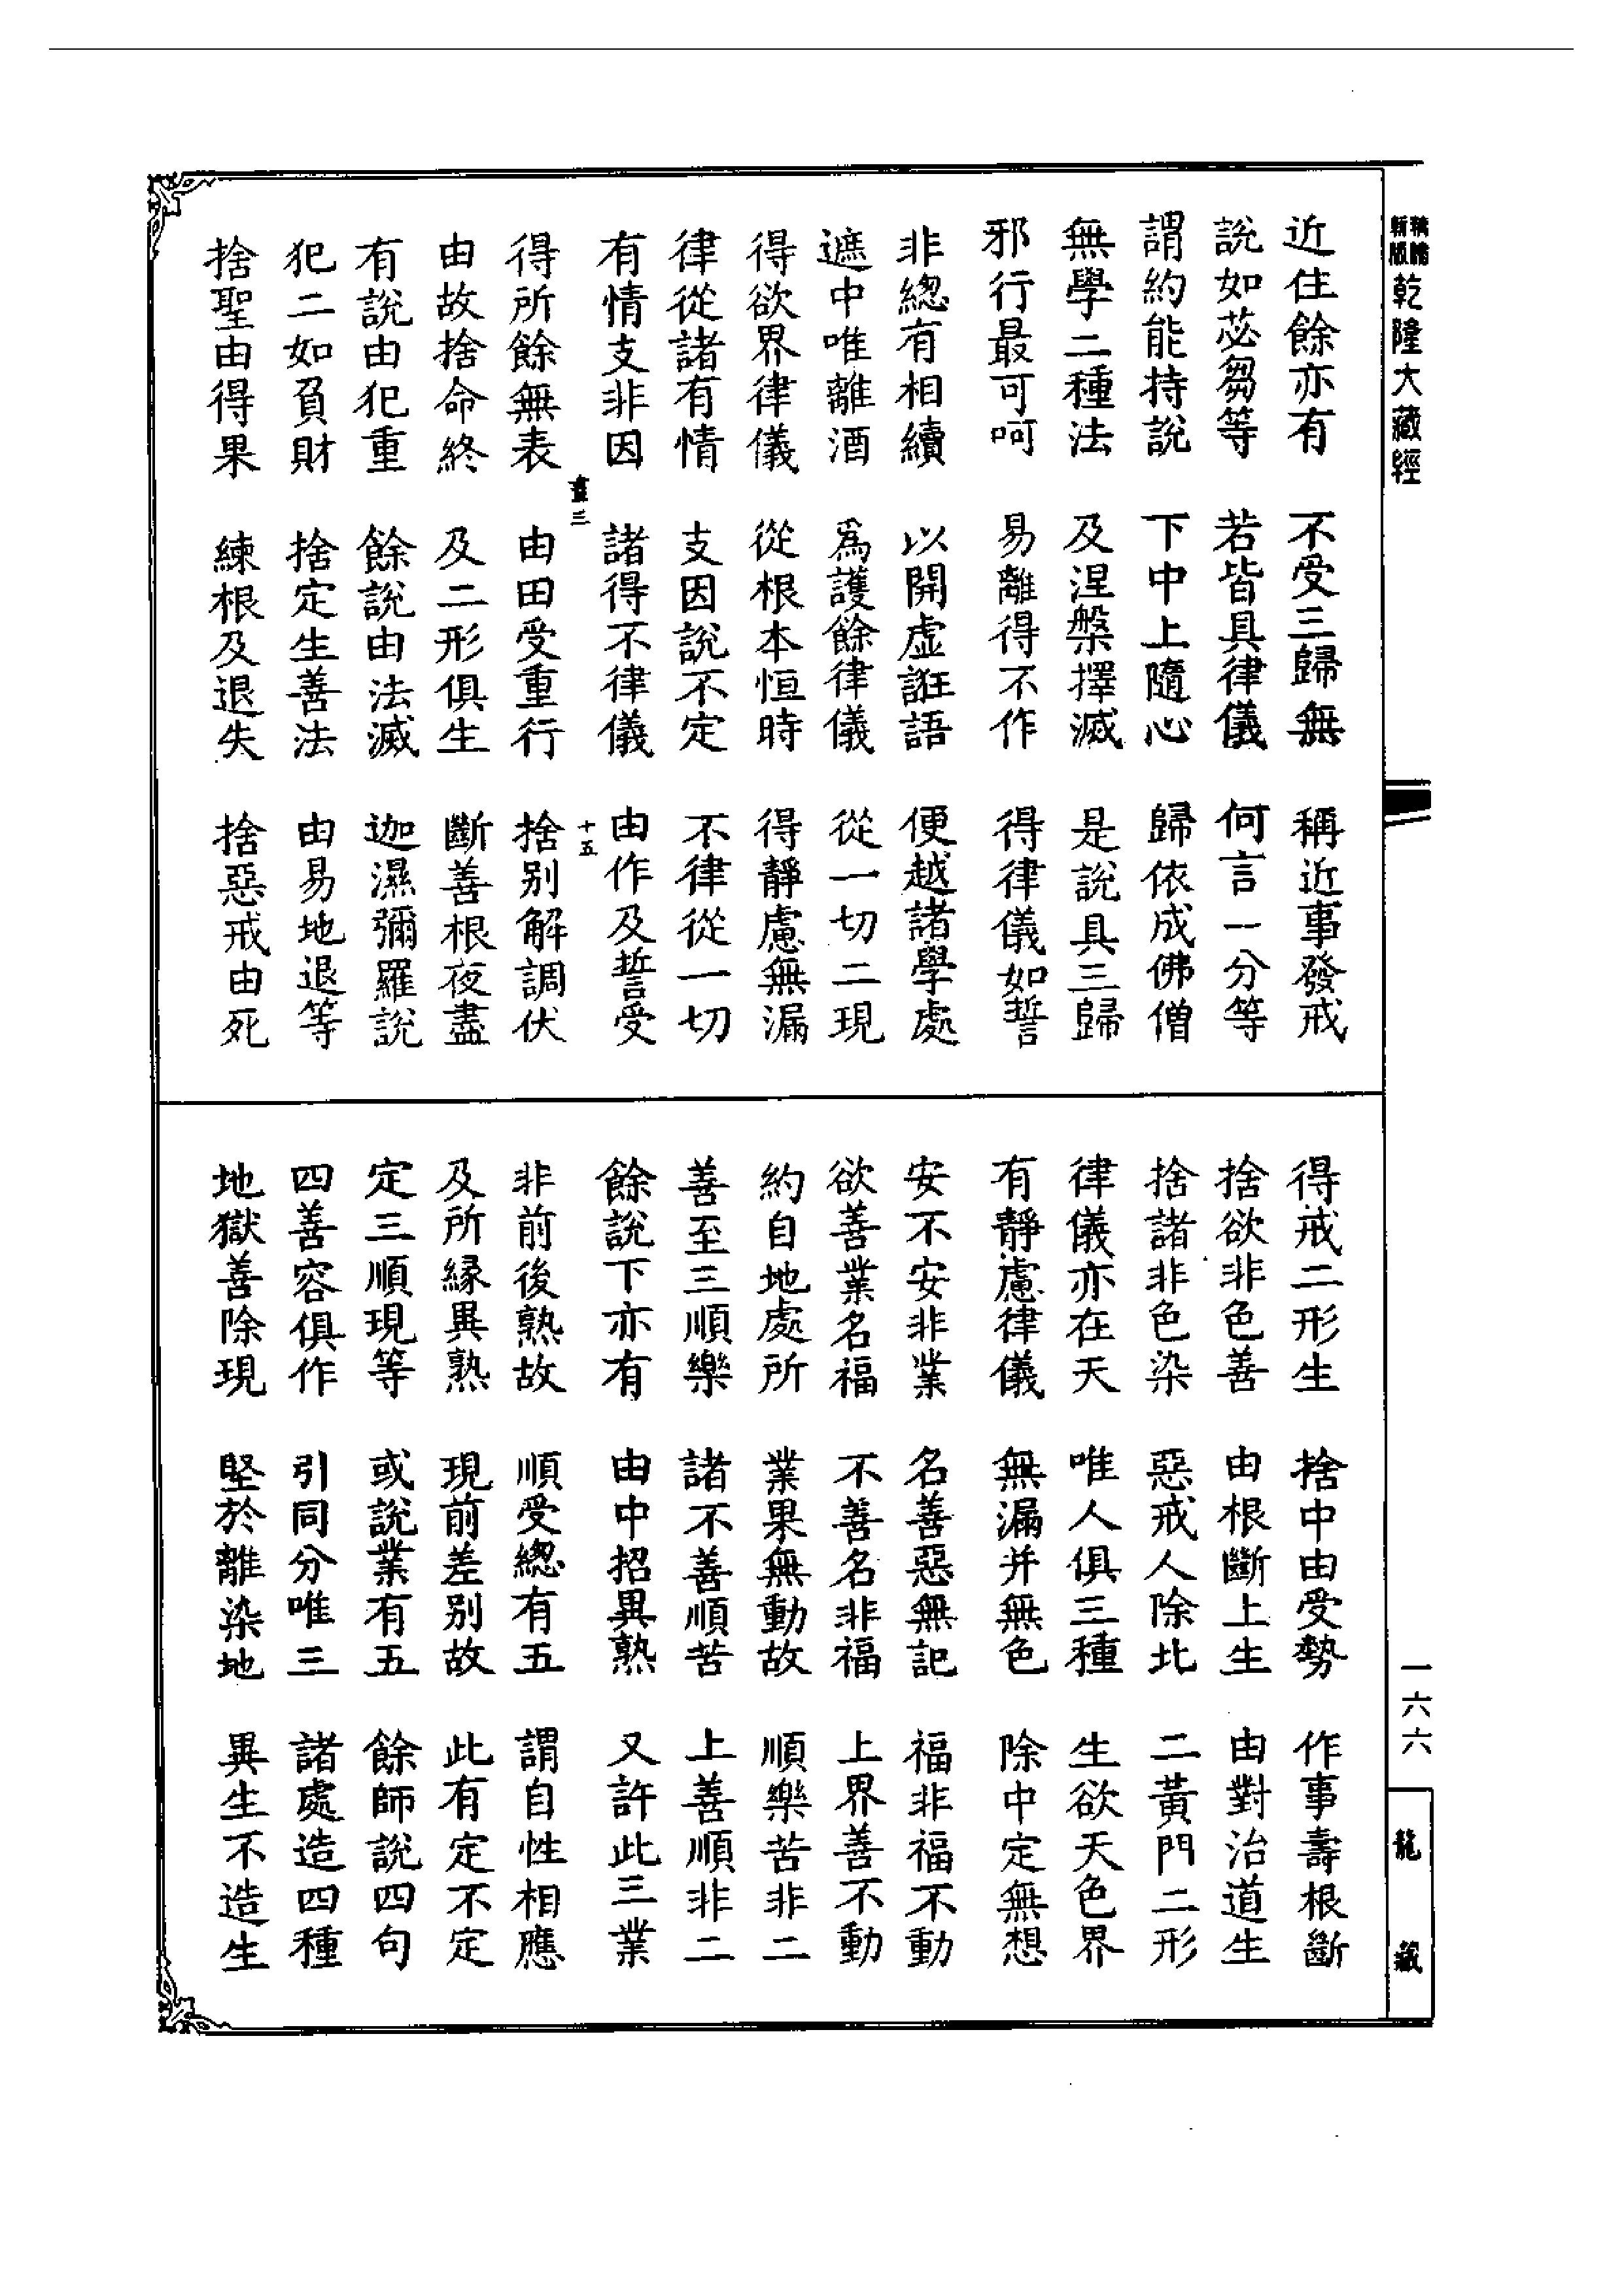 精繕
新版
乾隆大藏經
近住餘亦有　不受三歸無　稱近事發戒
說如苾芻等　若皆具律儀　何言一分等
謂約能持說　下中上隨心　歸依成佛僧
無學二種法　及涅槃擇滅　是說具三歸
邪行最可呵　易離得不作　得律儀如誓
非總有相續　以開虛誑語　便越諸學處
遮中唯離酒　爲護餘律儀　從一切二現
得欲界律儀　從根本恒時　得靜慮無漏
律從諸有情　支因說不定　不律從一切
有情支非因　諸得不律儀　由作及誓受
畫三　十五
得所餘無表　由田受重行　捨別解調伏
由故捨命終　及二形俱生　斷善根夜盡
有說由犯重　餘說由法滅　迦濕彌羅說
犯二如負財　捨定生善法　由易地退等
捨聖由得果　練根及退失　捨惡戒由死
得戒二形生　捨中由受勢　作事壽根斷
捨欲非色善　由根斷上生　由對治道生
捨諸非色染　惡戒人除北　二黃門二形
律儀亦在天　唯人俱三種　生欲天色界
有靜慮律儀　無漏并無色　除中定無想
安不安非業　名善惡無記　福非福不動
欲善業名福　不善名非福　上界善不動
約自地處所　業果無動故　順樂苦非二
善至三順樂　諸不善順苦　上善順非二
餘說下亦有　由中招異熟　又許此三業
非前後熟故　順受總有五　謂自性相應
及所緣異熟　現前差別故　此有定不定
定三順現等　或說業有五　餘師說四句
四善容俱作　引同分唯三　諸處造四種
地獄善除現　堅於離染地　異生不造生
一六六
龍藏